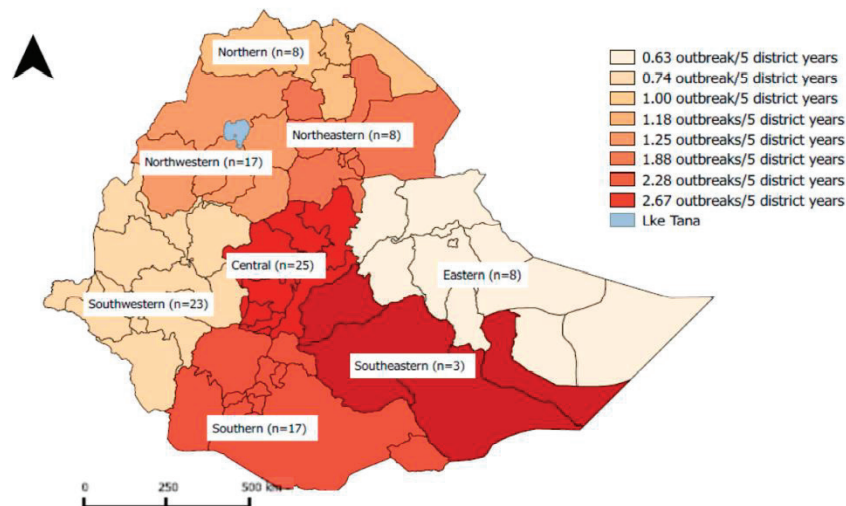 Northern (n=8)
Northeastern (n=8)
Northwestern (n=17)
Central (n=25)
Eastern (n=8)
Southwestern (n=23)
Southeastern (n=3)
Southern (n=17)
0.63 outbreak/5 district years
0.74 outbreak/5 district years
1.00 outbreak/5 district years
1.18 outbreaks/5 district years
1.25 outbreaks/5 district years
1.88 outbreaks/5 district years
2.28 outbreaks/5 district years
2.67 outbreaks/5 district years
Lke Tana
0 250 500 km